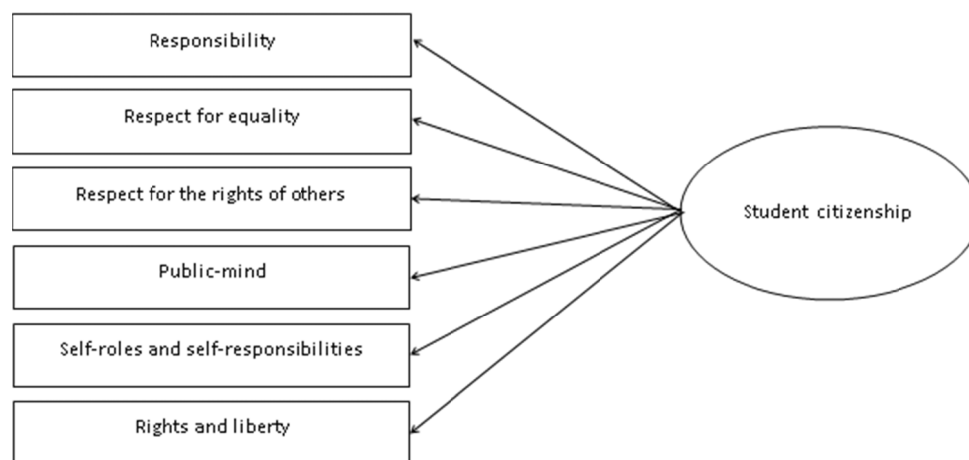 Responsibility
Respect for equality
Respect for the rights of others
Student citizenship
Public-mind
Self-roles and self-responsibilities
Rights and liberty